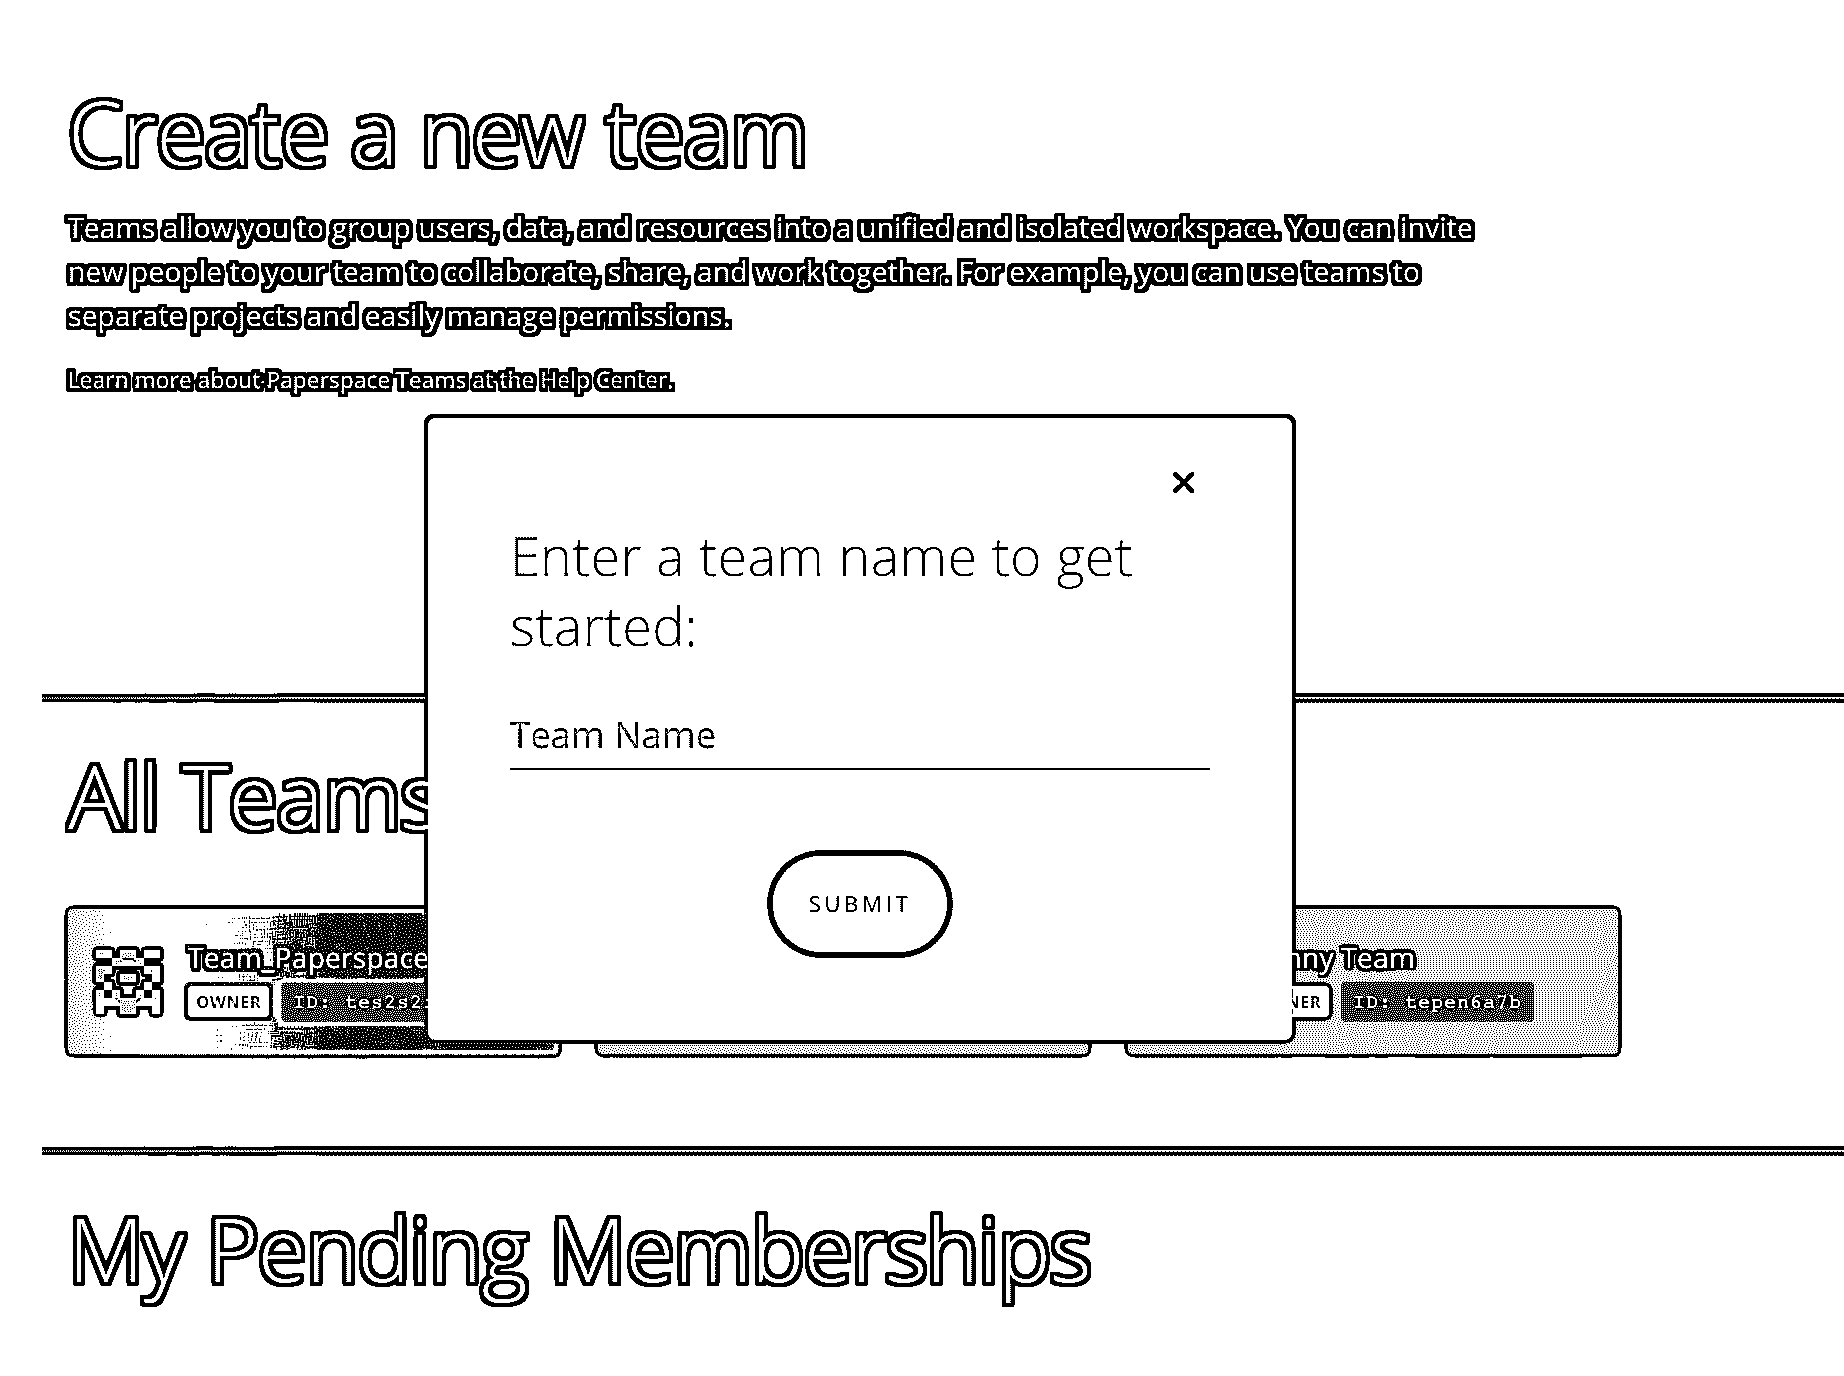 Create a new team
Teams allow you to group users, data, and resources into a unified and isolated workspace. You can invite
new people to your team to collaborate, share, and work together. For example, you can use teams to
separate projects and easily manage permissions.
Learn more about Paperspace Teams at the Help Center.
Enter a team name to get
started:
Team Name
SUBMIT
All Teams
Team_Paperspace
OWNER ID: tes2s2
nny Team
NER ID: tepen6a7b
My Pending Memberships